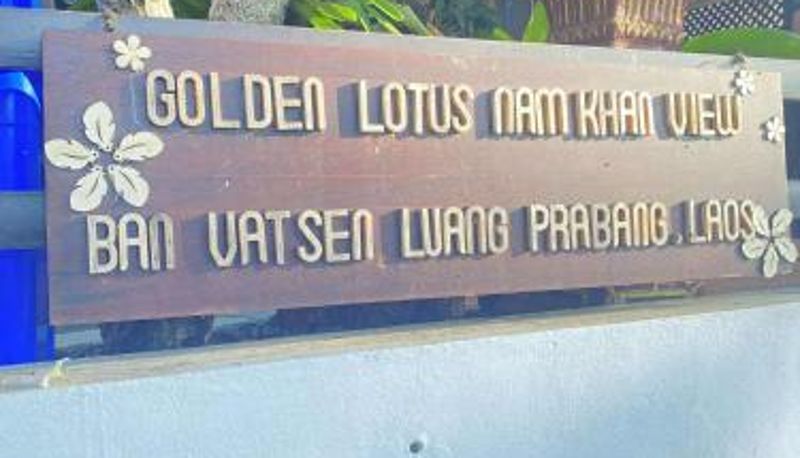 GOLDEN LOTUS NAM KHAN VIEW
BAN VATSEN LUANG PRABANG, LAOS